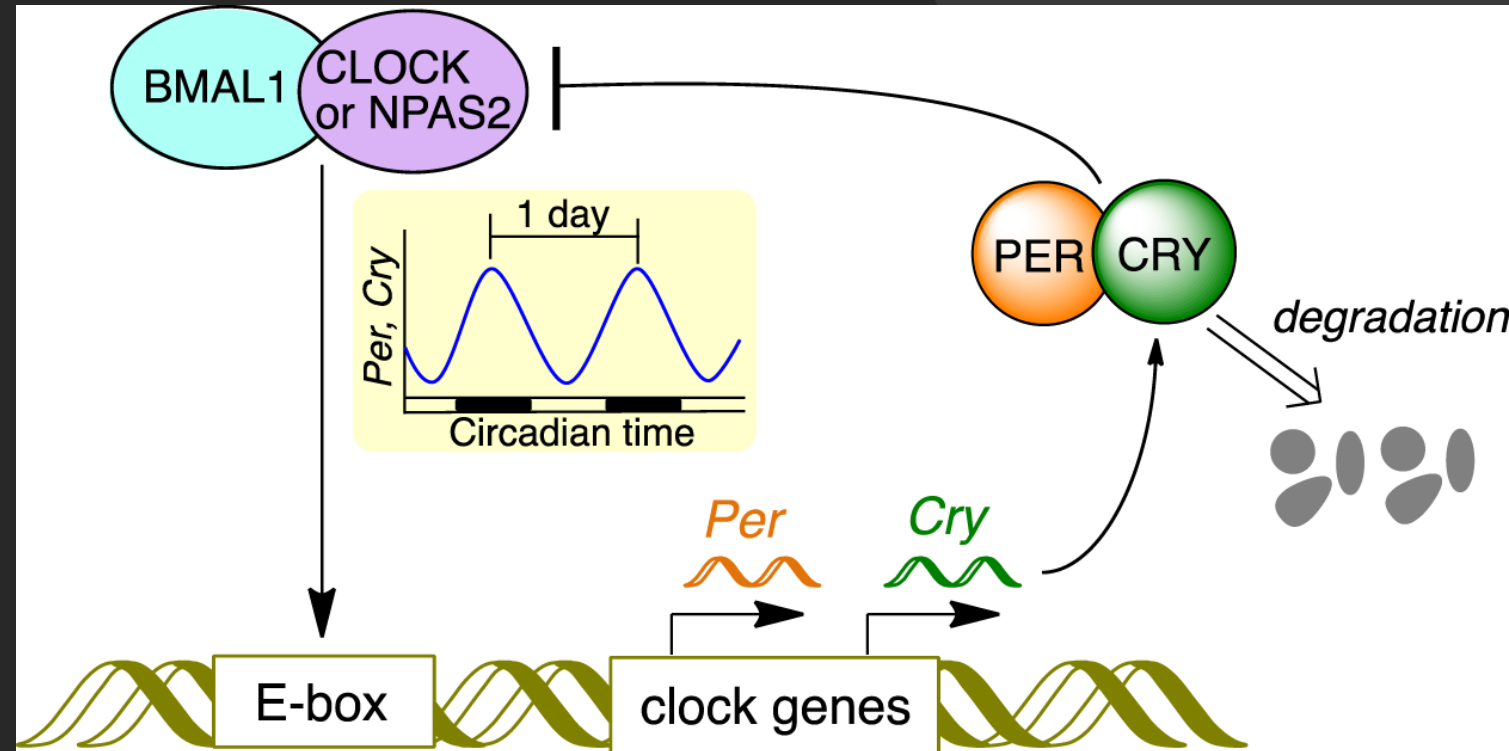 BMAL1
CLOCK
or NPAS2
1 day
Per, Cry
Circadian time
PER
CRY
degradation
Per
Cry
E-box
clock genes